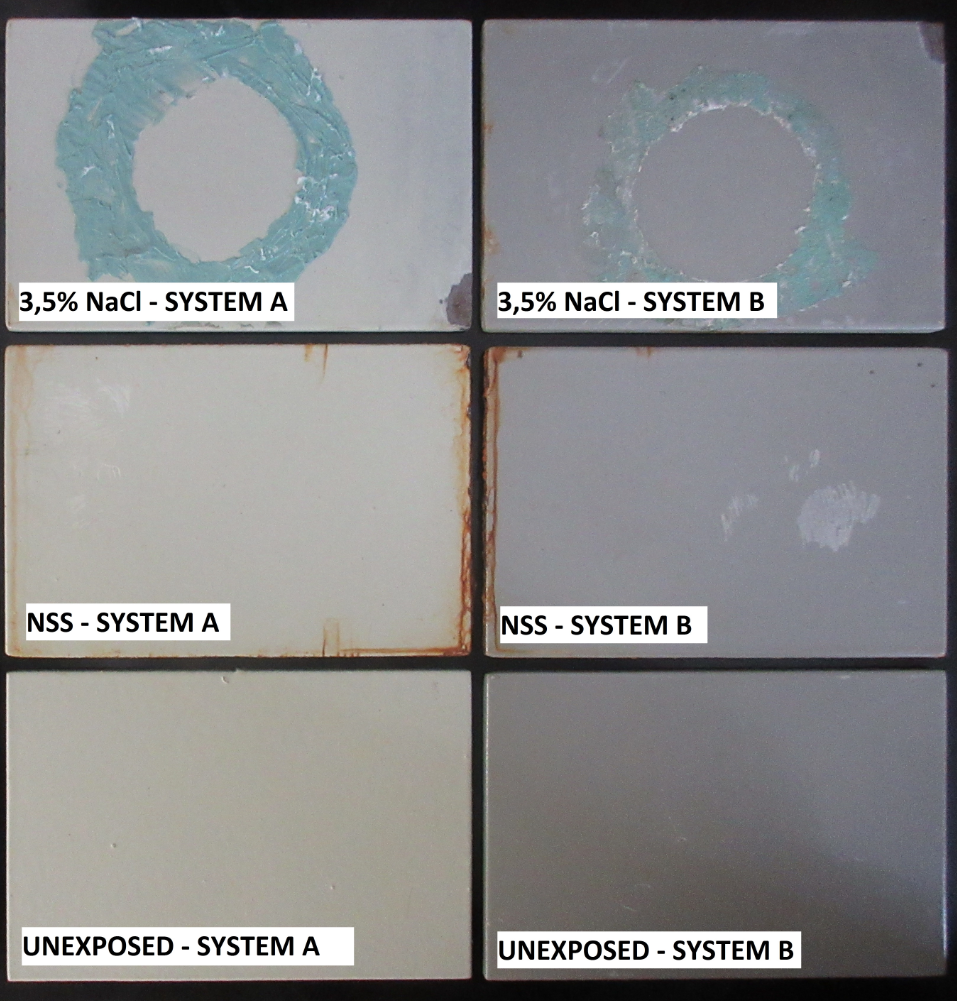 3,5% NaCl - SYSTEM A
3,5% NaCl - SYSTEM B
NSS - SYSTEM A
NSS - SYSTEM B
UNEXPOSED - SYSTEM A
UNEXPOSED - SYSTEM B